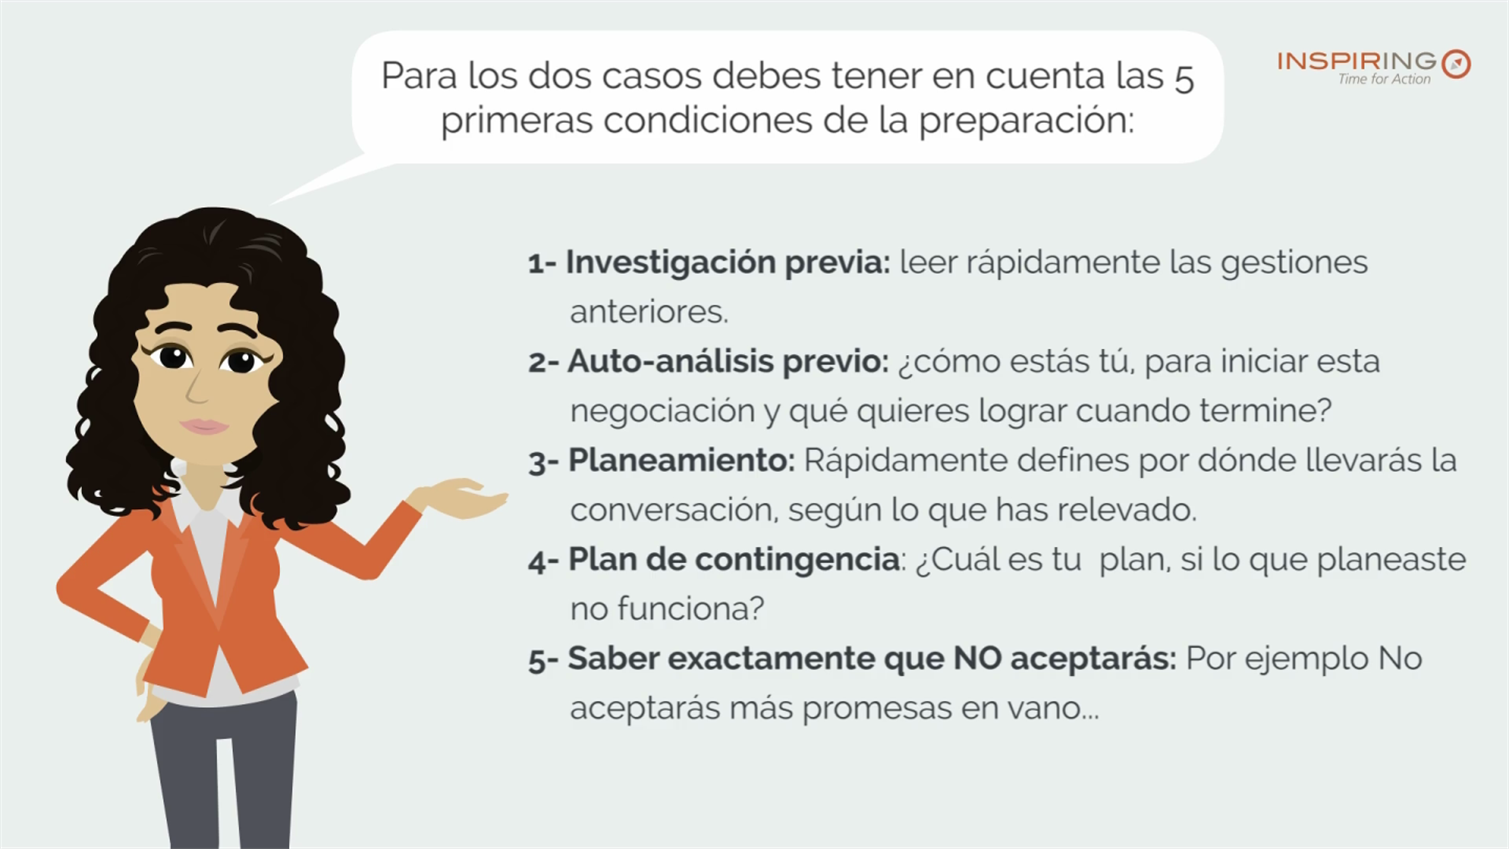 Para los dos casos debes tener en cuenta las 5
primeras condiciones de la preparación:
INSPIRING
Time for Action
1- Investigación previa: leer rápidamente las gestiones
anteriores.
2- Auto-análisis previo: ¿cómo estás tú, para iniciar esta
negociación y qué quieres lograr cuando termine?
3- Planeamiento: Rápidamente defines por dónde llevarás la
conversación, según lo que has relevado.
4- Plan de contingencia: ¿Cuál es tu  plan, si lo que planeaste
no funciona?
5- Saber exactamente que NO aceptarás: Por ejemplo No
aceptarás más promesas en vano...